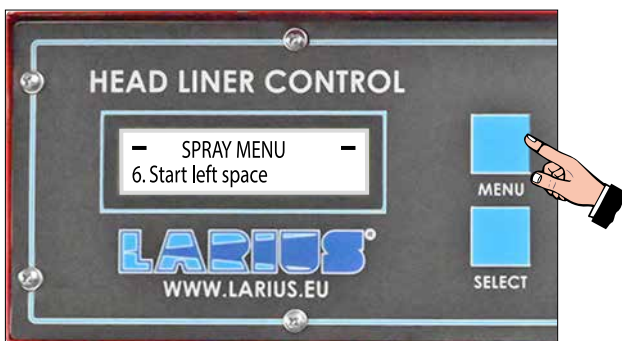 HEAD LINER CONTROL
- SPRAY MENU -
6. Start left space
MENU
LARIUS®
WWW.LARIUS.EU
SELECT